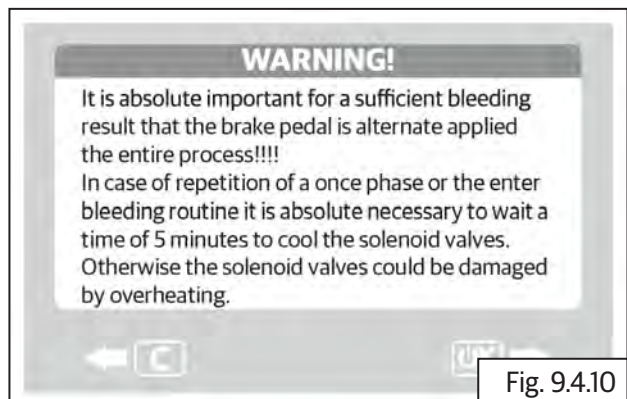 WARNING!
It is absolute important for a sufficient bleeding
result that the brake pedal is alternate applied
the entire process!!!!
In case of repetition of a once phase or the enter
bleeding routine it is absolute necessary to wait a
time of 5 minutes to cool the solenoid valves.
Otherwise the solenoid valves could be damaged
by overheating.
C
Fig. 9.4.10